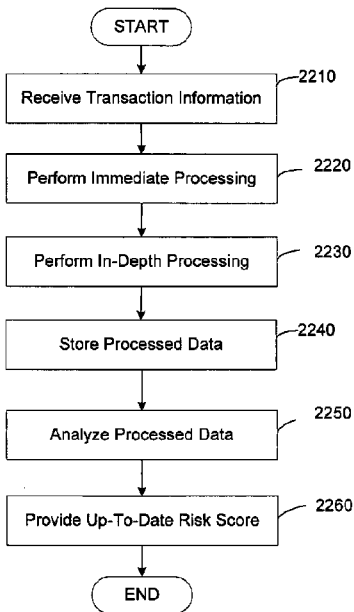 START
2210
Receive Transaction Information
2220
Perform Immediate Processing
2230
Perform In-Depth Processing
2240
Store Processed Data
2250
Analyze Processed Data
2260
Provide Up-To-Date Risk Score
END